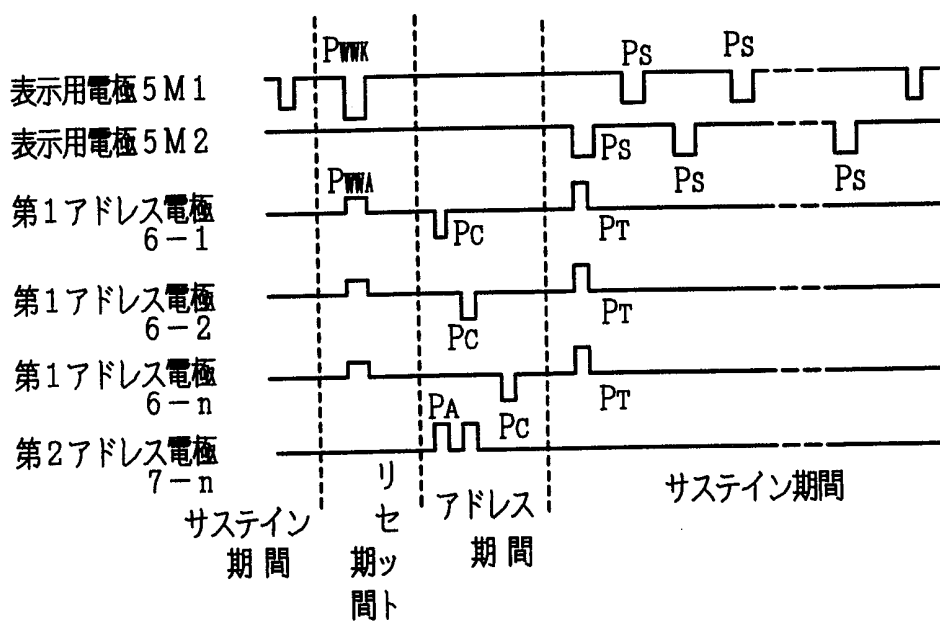 PWWK
PS
PS
表示用電極5M1
表示用電極5M2
PS
PS
PS
PWWA
第1アドレス電極
6-1
PC
PT
第1アドレス電極
6-2
PC
PT
第1アドレス電極
6-n
PA
PC
PT
第2アドレス電極
7-n
サステイン
期間
リセット
期間
アドレス
期間
サステイン期間